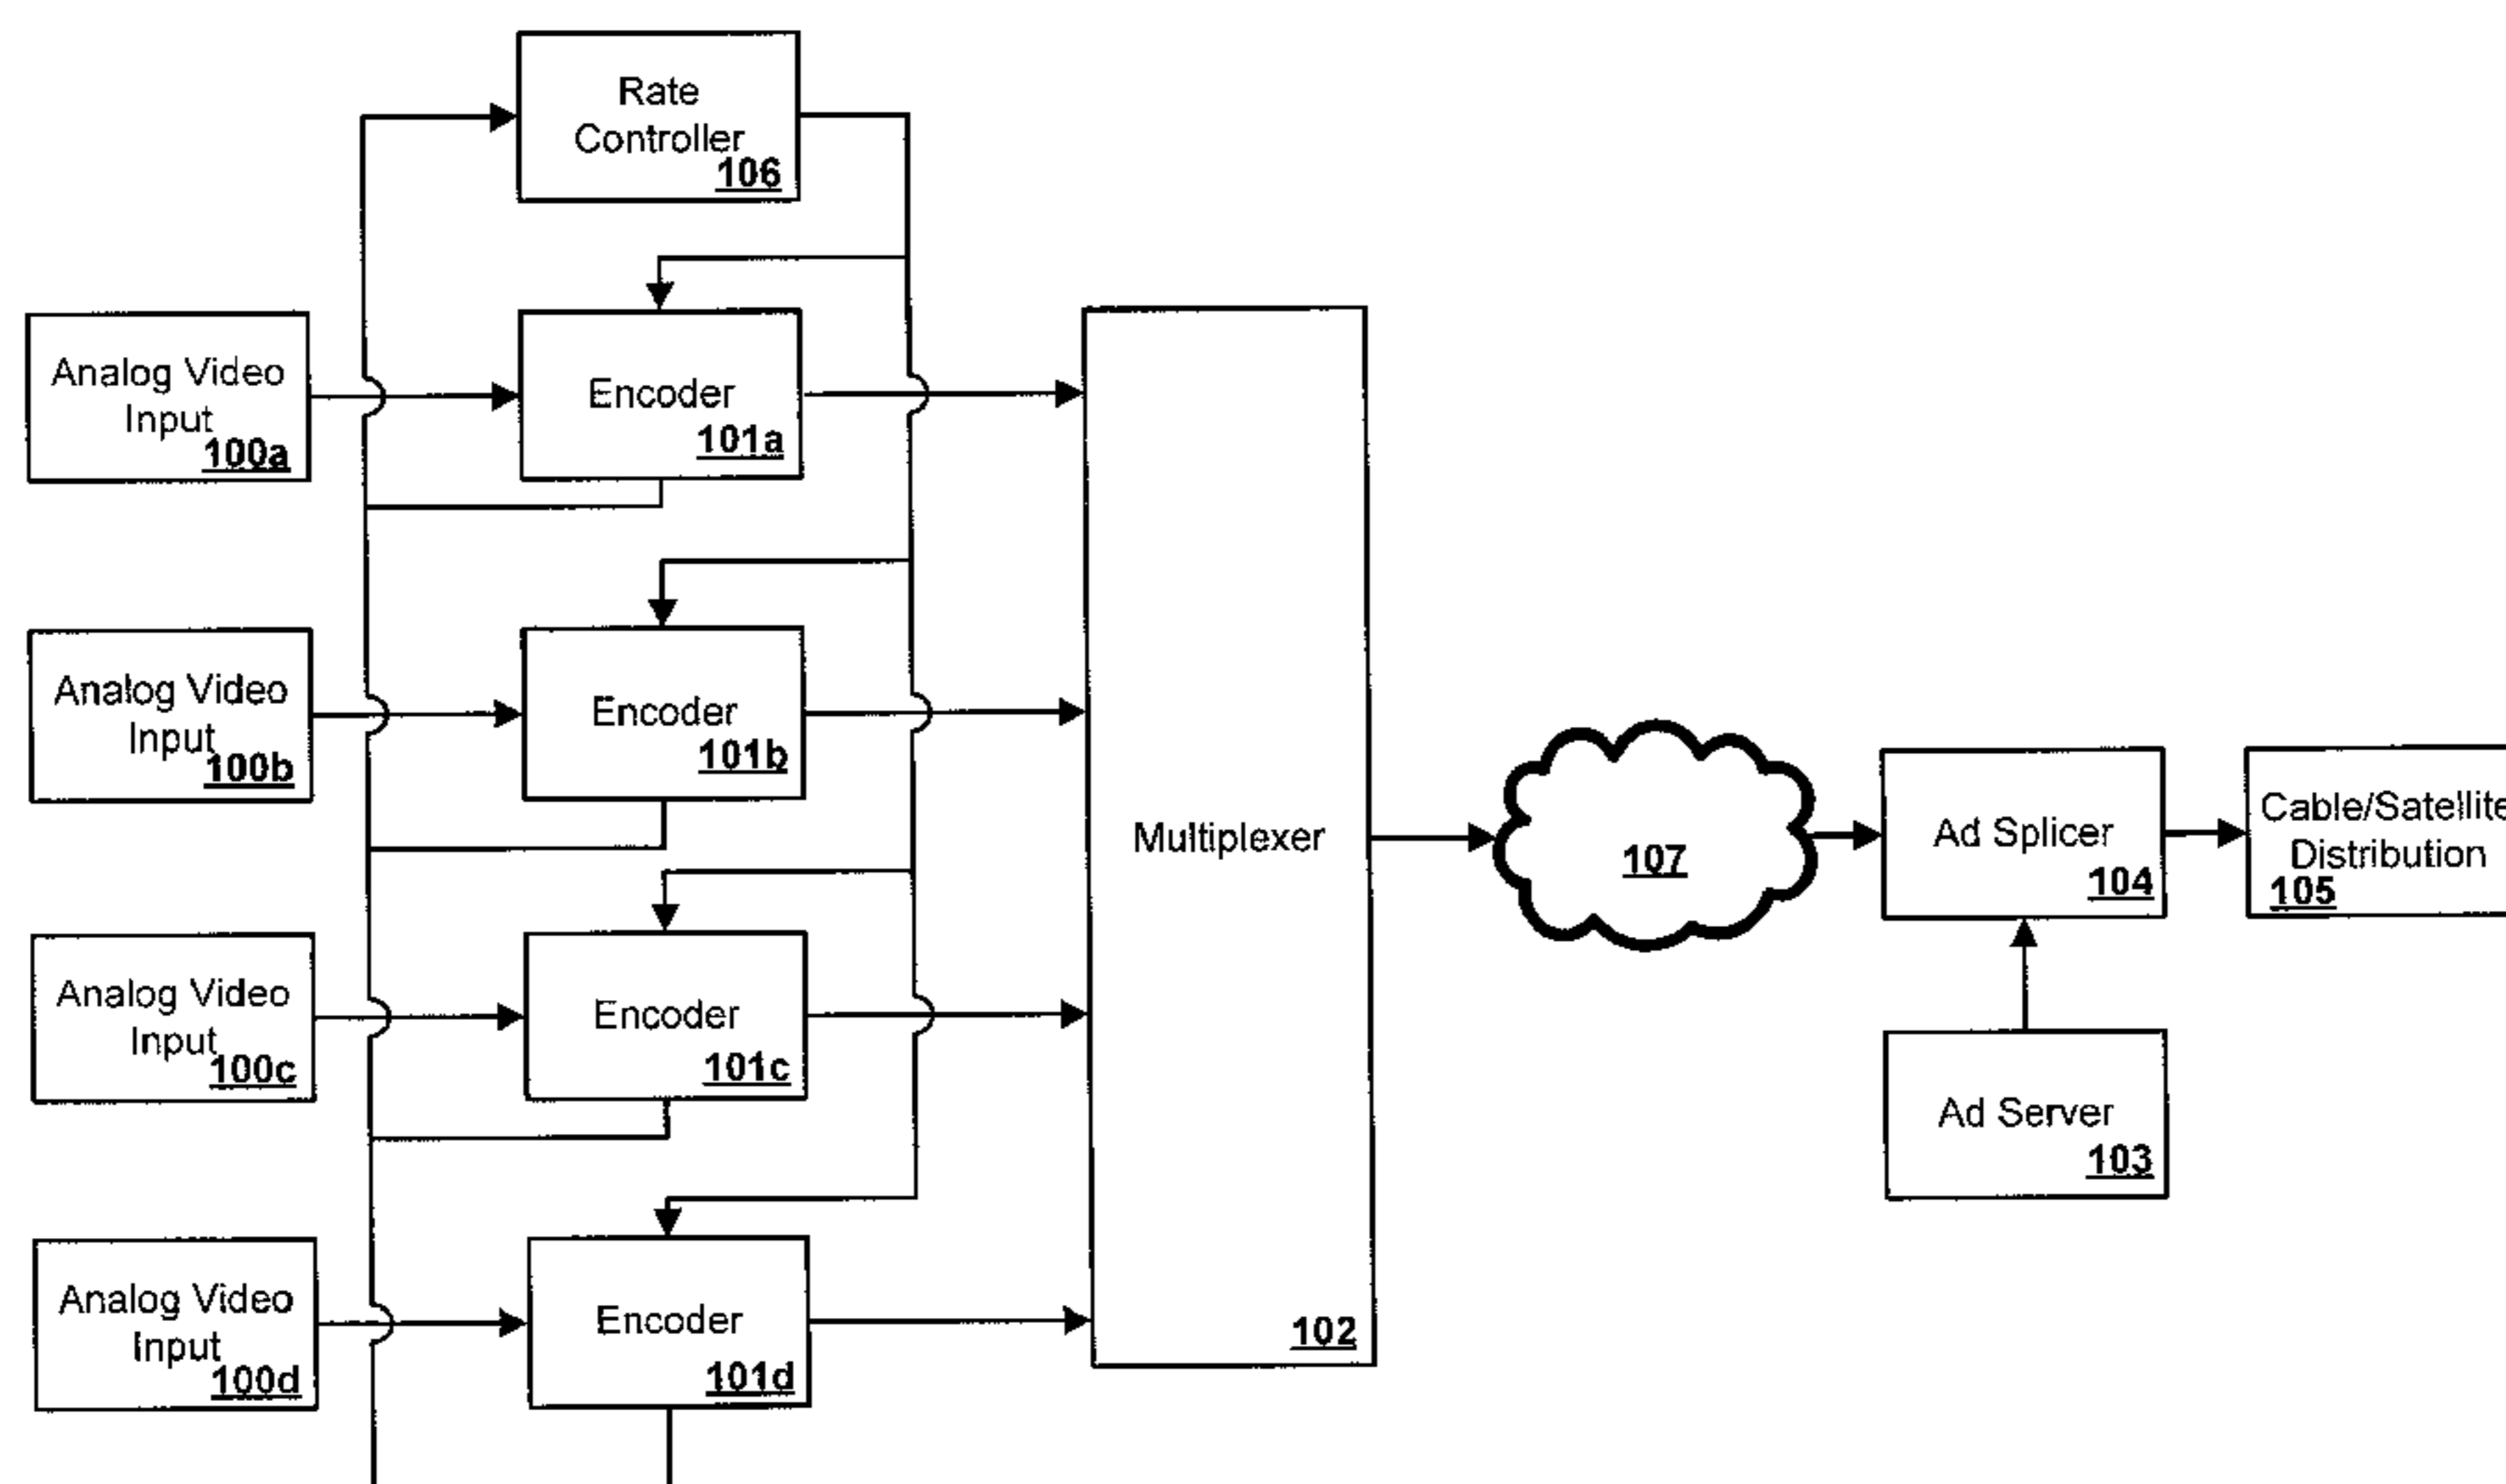 Rate
Controller
106
Analog Video
Input
100a
Encoder
101a
Analog Video
Input
100b
Encoder
101b
Multiplexer
102
107
Ad Splicer
104
Cable/Satellite
Distribution
105
Analog Video
Input
100c
Encoder
101c
Ad Server
103
Analog Video
Input
100d
Encoder
101d